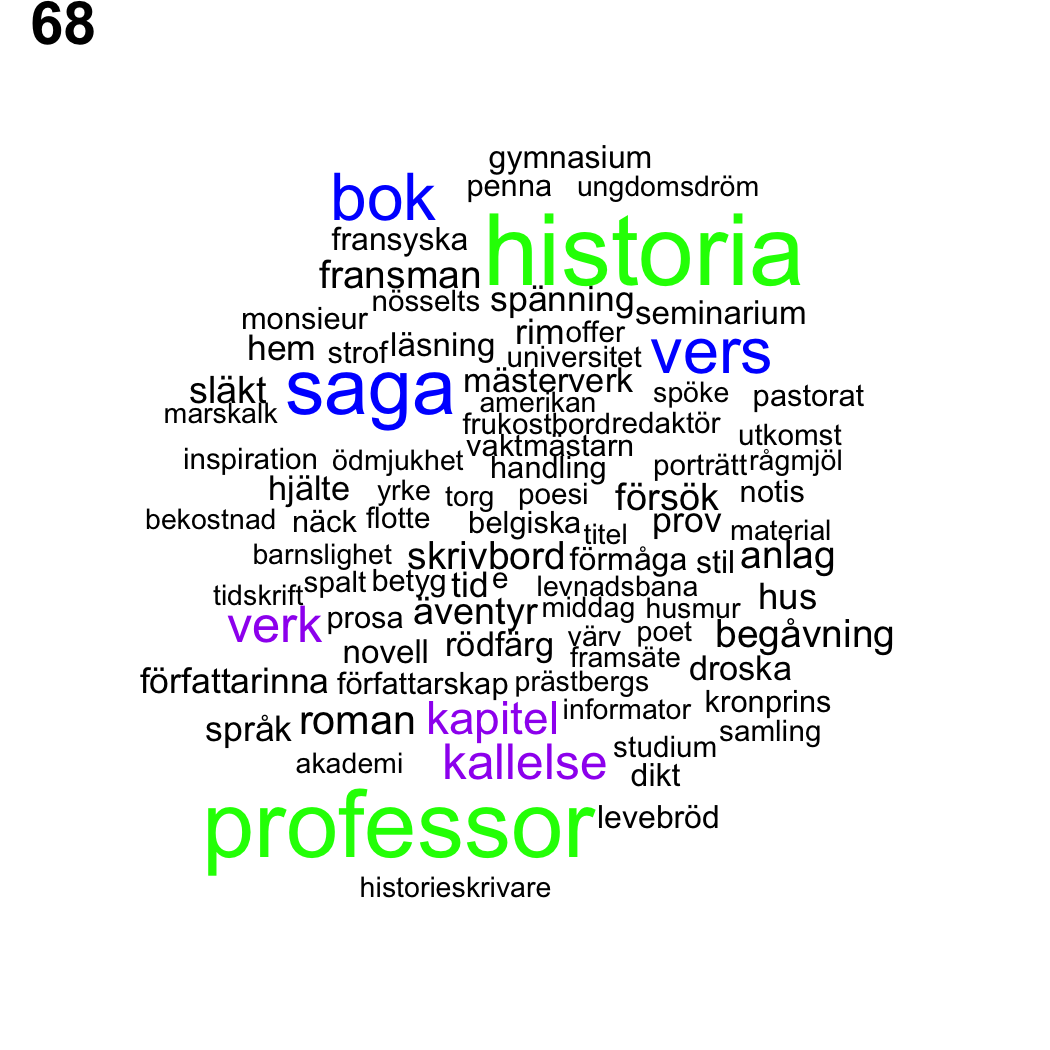 68
gymnasium
bok penna ungdomsdröm
fransyska historia
fransman
nösselts spänning seminarium
monsieur rim offer
hem strof läsning universitet vers
saga mästerverk
släkt amerikan spöke pastorat
marskalk frukostbord redaktör
vaktmästarn utkomst
inspiration ödmjukhet handling porträtt rågmjöl
hjälte yrke torg poesi försök notis
bekostnad näck flotte belgiska titel prov material
barnslighet skrivbord förmåga stil anlag
tidskrift spalt betyg tid e levnadsbana hus
verk prosa äventyr middag husmur
novell rödfärg värv poet begåvning
framsäte droska
författarinna författarskap prästbergs
språk roman kapitel informator kronprins
samling
akademi kallelse studium
dikt
professor levebröd
historieskrivare